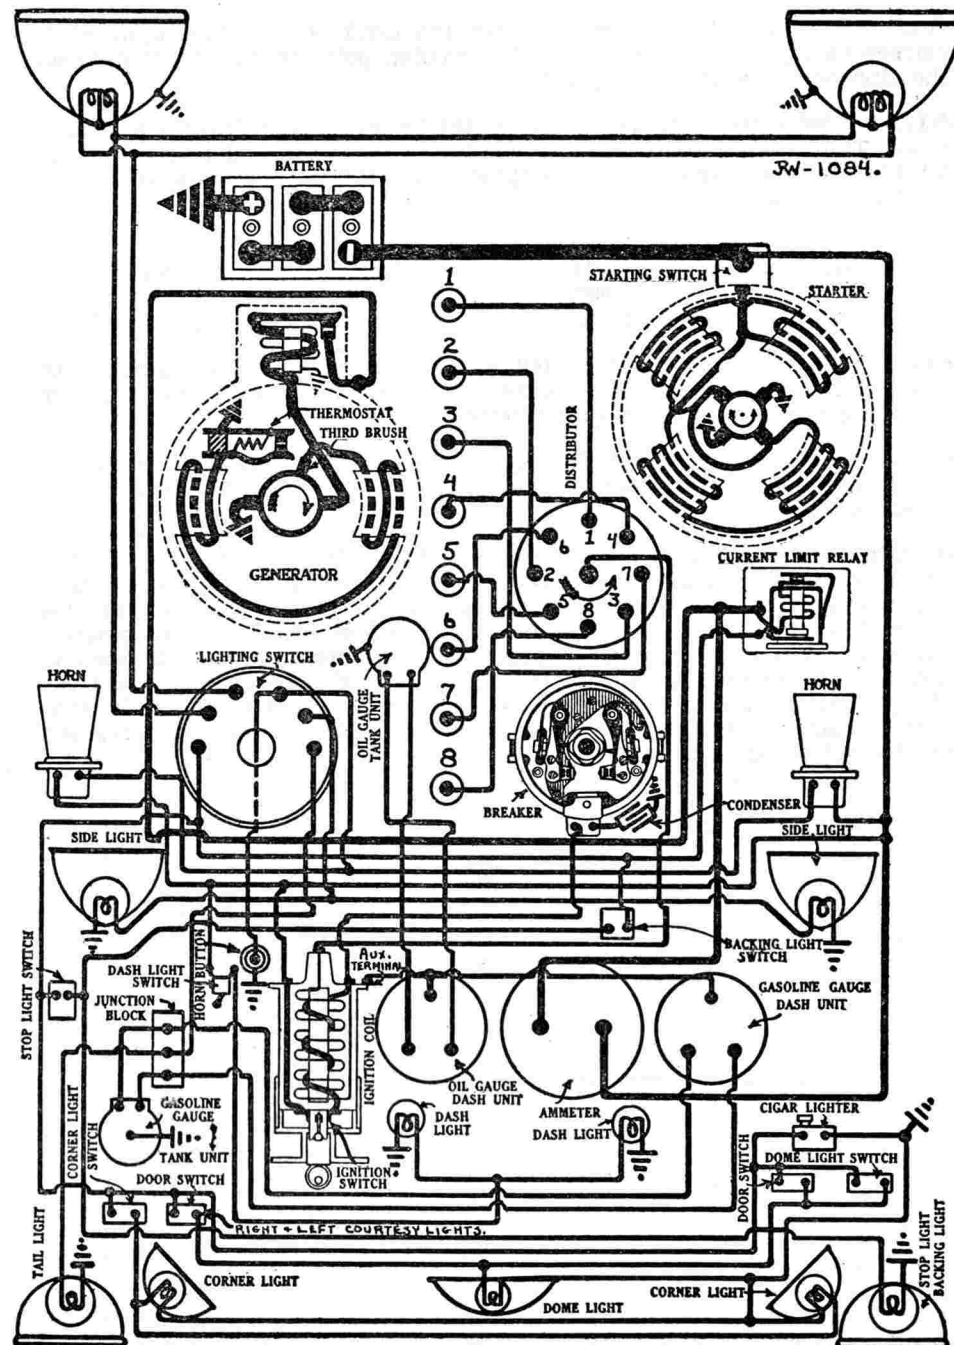 JW-1084.
BATTERY
STARTING SWITCH
STARTER
1
2
3
4
5
6
7
8
THERMOSTAT
THIRD BRUSH
GENERATOR
DISTRIBUTOR
6
1
4
2
7
5
8
3
CURRENT LIMIT RELAY
LIGHTING SWITCH
OIL GAUGE
TANK UNIT
HORN
HORN
BREAKER
CONDENSER
SIDE LIGHT
SIDE LIGHT
STOP LIGHT SWITCH
DASH LIGHT
SWITCH
HORN BUTTON
AUX.
TERMINAL
BACKING LIGHT
SWITCH
JUNCTION
BLOCK
IGNITION COIL
GASOLINE GAUGE
DASH UNIT
OIL GAUGE
DASH UNIT
AMMETER
GASOLINE
GAUGE
TANK UNIT
CORNER LIGHT
SWITCH
DASH
LIGHT
DASH LIGHT
CIGAR LIGHTER
IGNITION
SWITCH
DOOR SWITCH
DOOR SWITCH
DOME LIGHT SWITCH
RIGHT & LEFT COURTESY LIGHTS.
TAIL LIGHT
CORNER LIGHT
DOME LIGHT
CORNER LIGHT
STOP LIGHT
BACKING LIGHT